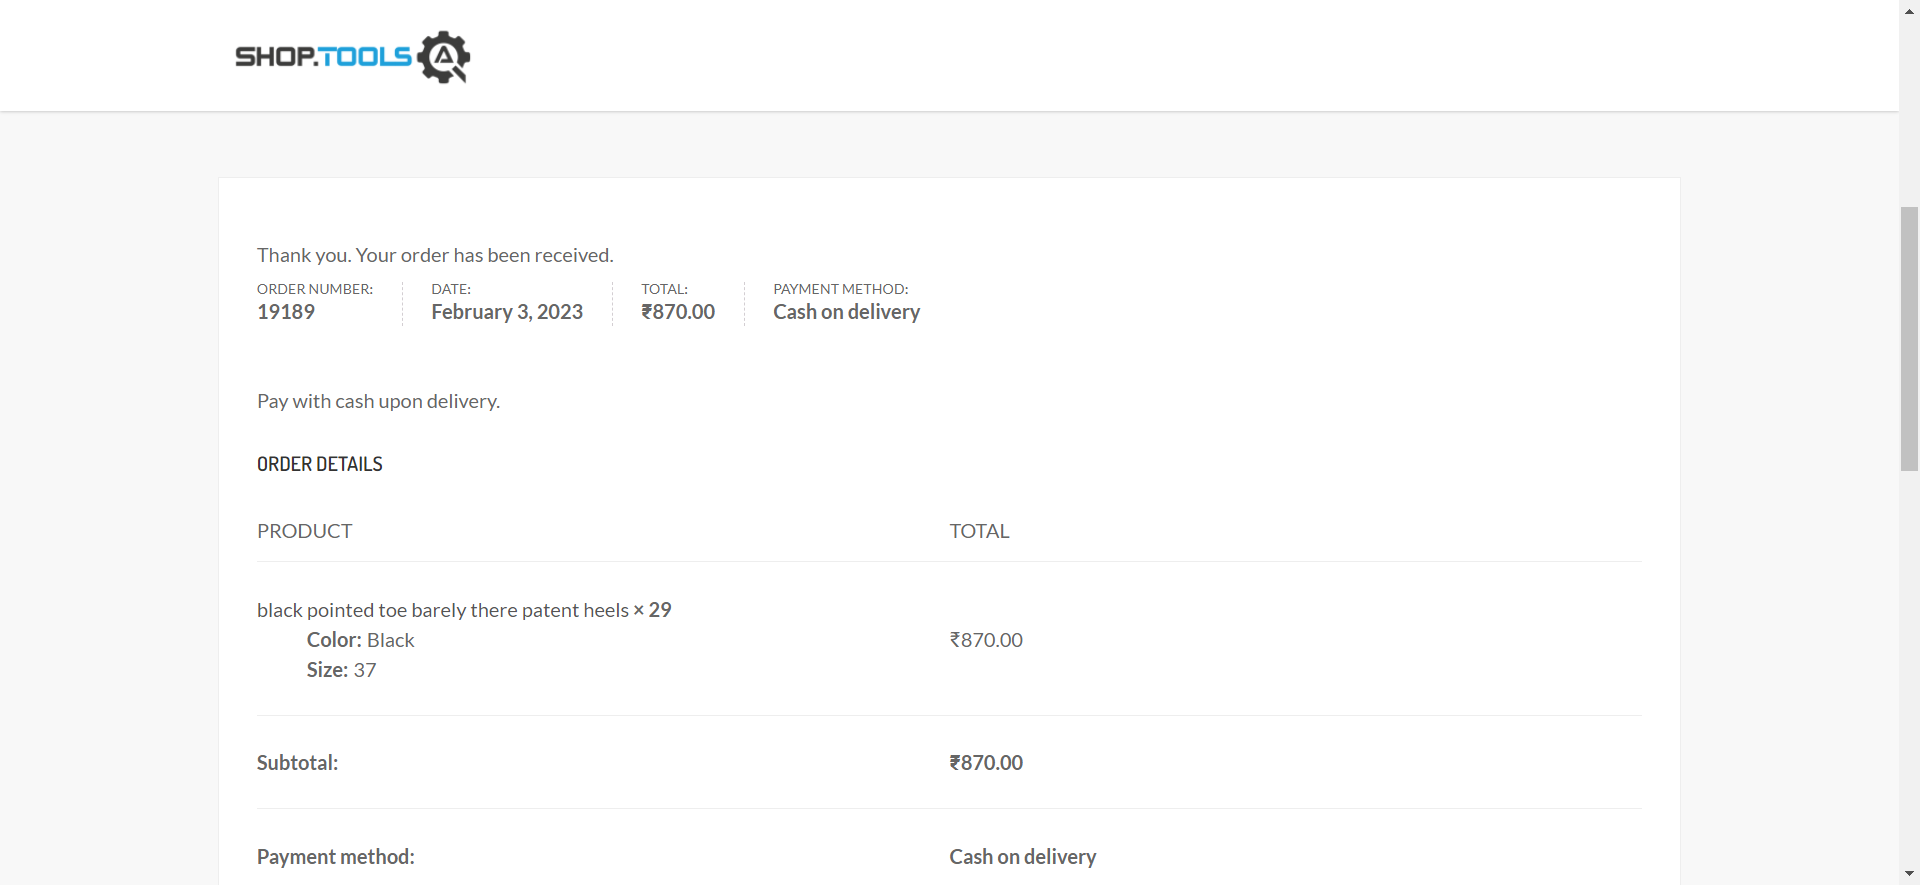 SHOP.TOOLS
Thank you. Your order has been received.
ORDER NUMBER: DATE: TOTAL: PAYMENT METHOD:
19189 February 3, 2023 ₹870.00 Cash on delivery
Pay with cash upon delivery.
ORDER DETAILS
PRODUCT TOTAL
black pointed toe barely there patent heels × 29
Color: Black ₹870.00
Size: 37
Subtotal: ₹870.00
Payment method: Cash on delivery